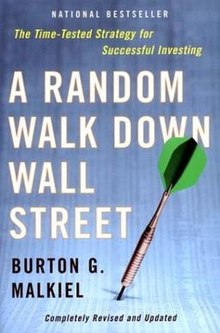 NATIONAL BESTSELLER
The Time-Tested Strategy for
Successful Investing
A RANDOM
WALK DOWN
WALL
STREET
BURTON G.
MALKIEL
Completely Revised and Updated